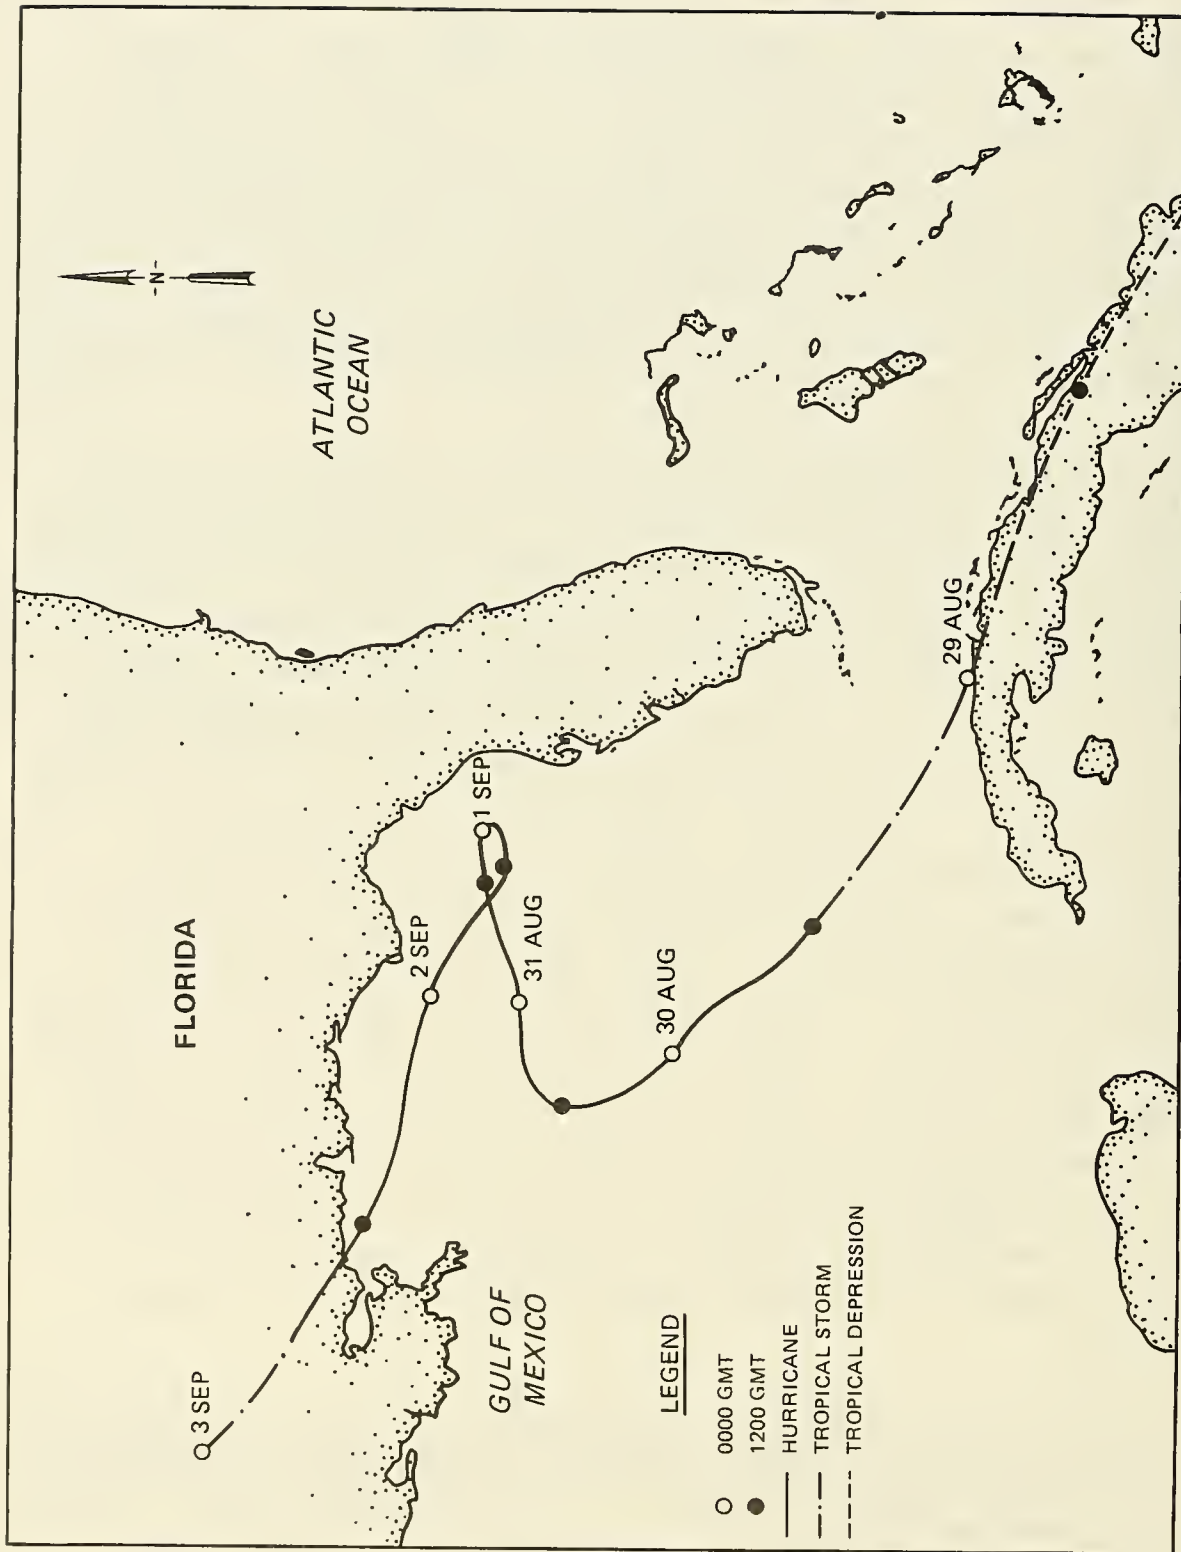 -N-
ATLANTIC
OCEAN
FLORIDA
3 SEP
2 SEP
1 SEP
31 AUG
30 AUG
29 AUG
GULF OF
MEXICO
LEGEND
0000 GMT
1200 GMT
HURRICANE
TROPICAL STORM
TROPICAL DEPRESSION